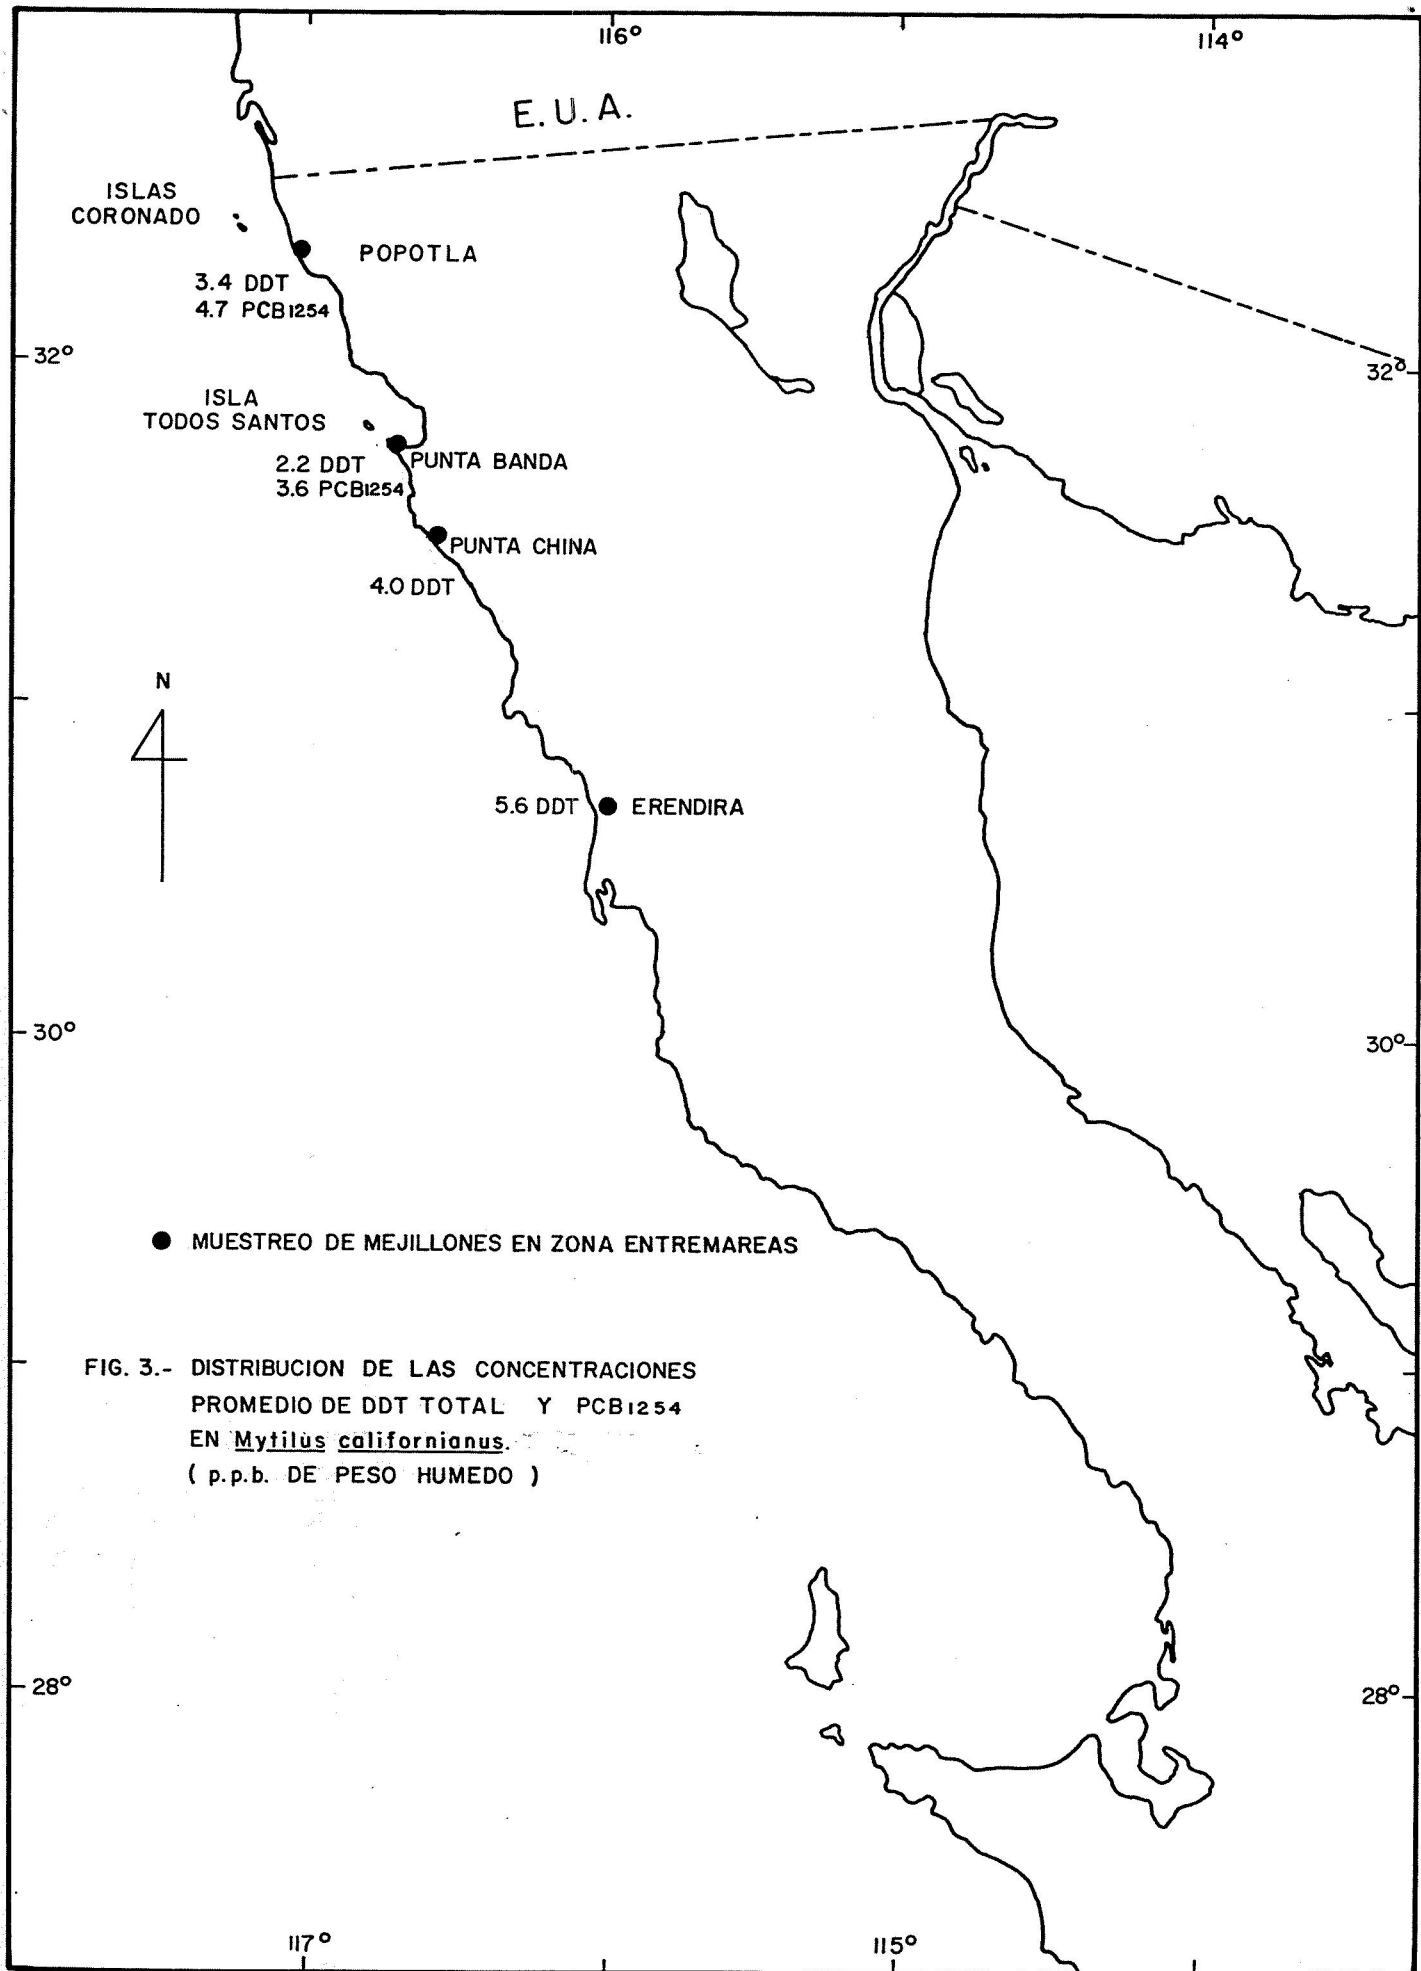 116°
114°
E. U. A.
ISLAS
CORONADO
POPOTLA
3.4 DDT
4.7 PCB1254
32°
32°
ISLA
TODOS SANTOS
PUNTA BANDA
2.2 DDT
3.6 PCB1254
PUNTA CHINA
4.0 DDT
N
5.6 DDT
ERENDIRA
30°
30°
MUESTREO DE MEJILLONES EN ZONA ENTREMAREAS
FIG. 3.- DISTRIBUCION DE LAS CONCENTRACIONES
PROMEDIO DE DDT TOTAL Y PCB1254
EN Mytilus californianus.
( p.p.b. DE PESO HUMEDO )
28°
28°
117°
115°